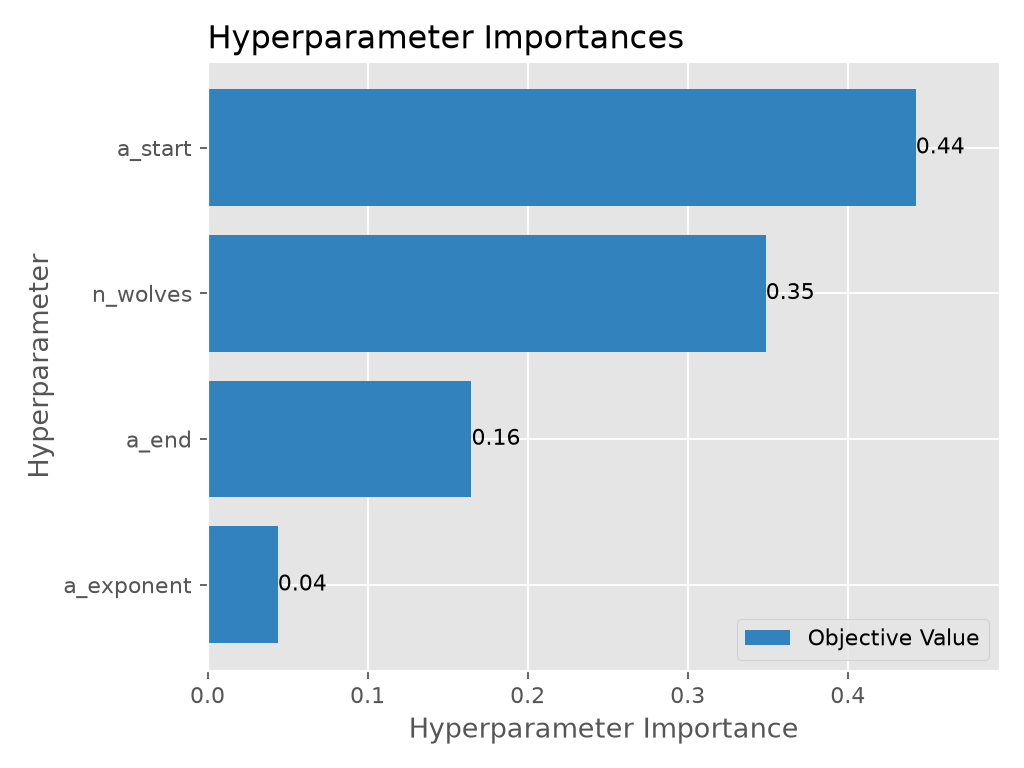 Hyperparameter Importances
Hyperparameter
a_start
0.44
n_wolves
0.35
a_end
0.16
a_exponent
0.04
Objective Value
0.0 0.1 0.2 0.3 0.4
Hyperparameter Importance